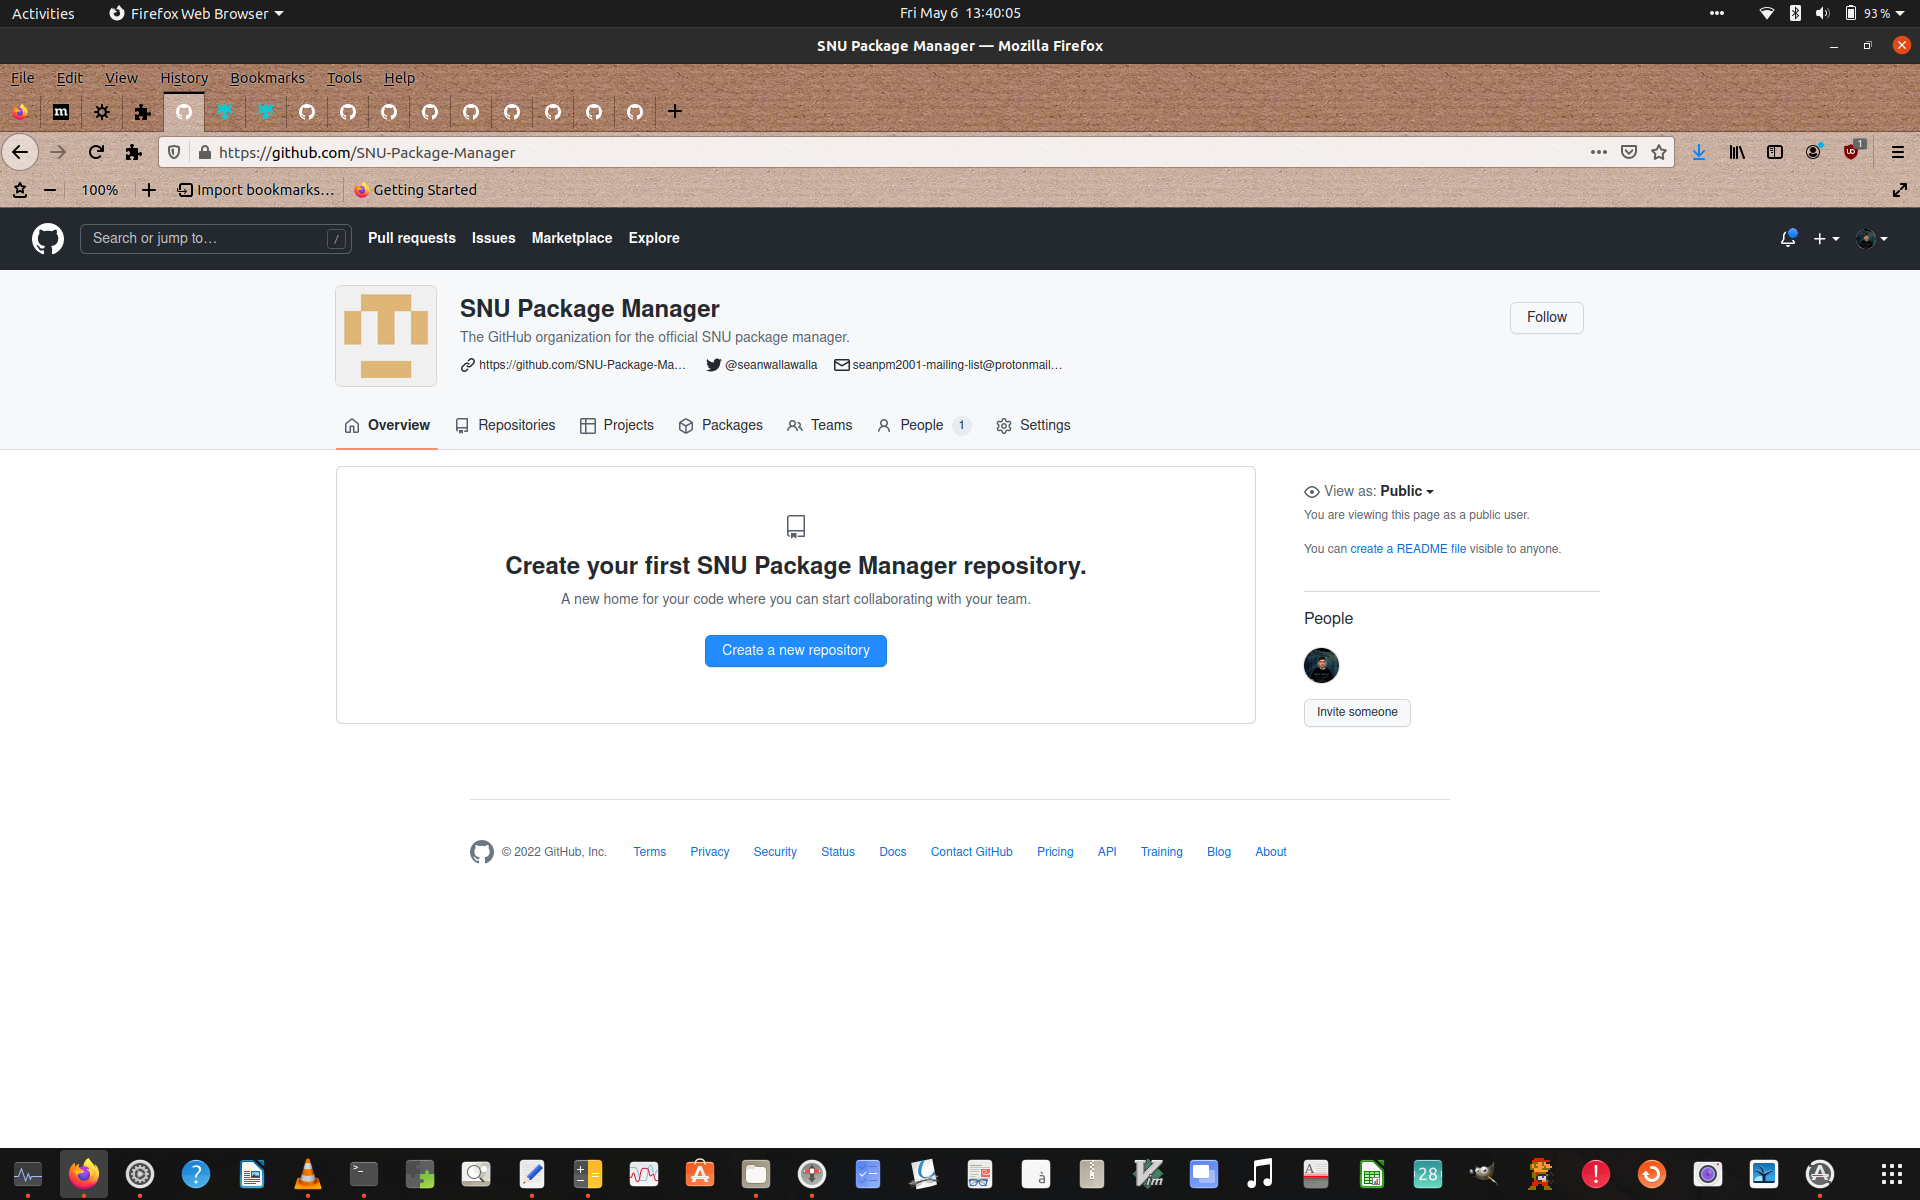 Activities Firefox Web Browser Fri May 6 13:40:05 93 %
SNU Package Manager — Mozilla Firefox
File Edit View History Bookmarks Tools Help
m
https://github.com/SNU-Package-Manager 1
100% Import bookmarks… Getting Started
Search or jump to… / Pull requests Issues Marketplace Explore
SNU Package Manager
The GitHub organization for the official SNU package manager.
Follow
https://github.com/SNU-Package-Ma… @seanwallawalla seanpm2001-mailing-list@protonmail…
Overview Repositories Projects Packages Teams People 1 Settings
Create your first SNU Package Manager repository.
A new home for your code where you can start collaborating with your team.
Create a new repository
View as: Public
You are viewing this page as a public user.
You can create a README file visible to anyone.
People
Invite someone
© 2022 GitHub, Inc. Terms Privacy Security Status Docs Contact GitHub Pricing API Training Blog About
? >_ à A Vim 28 !